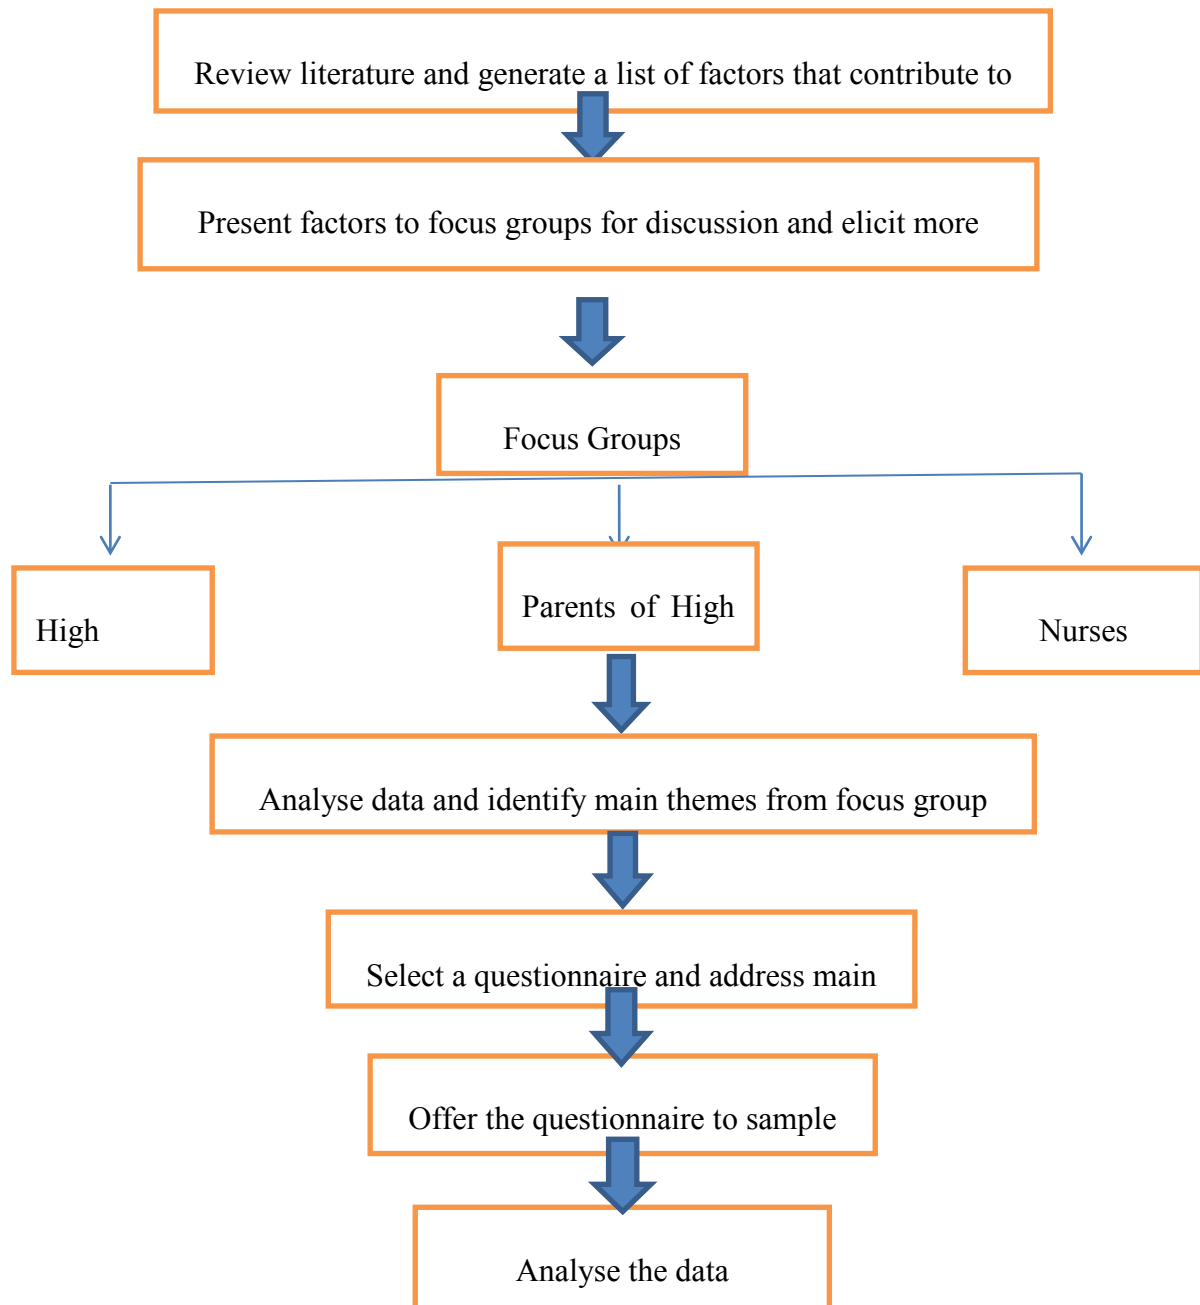 Review literature and generate a list of factors that contribute to
Present factors to focus groups for discussion and elicit more
Focus Groups
High
Parents of High
Nurses
Analyse data and identify main themes from focus group
Select a questionnaire and address main
Offer the questionnaire to sample
Analyse the data